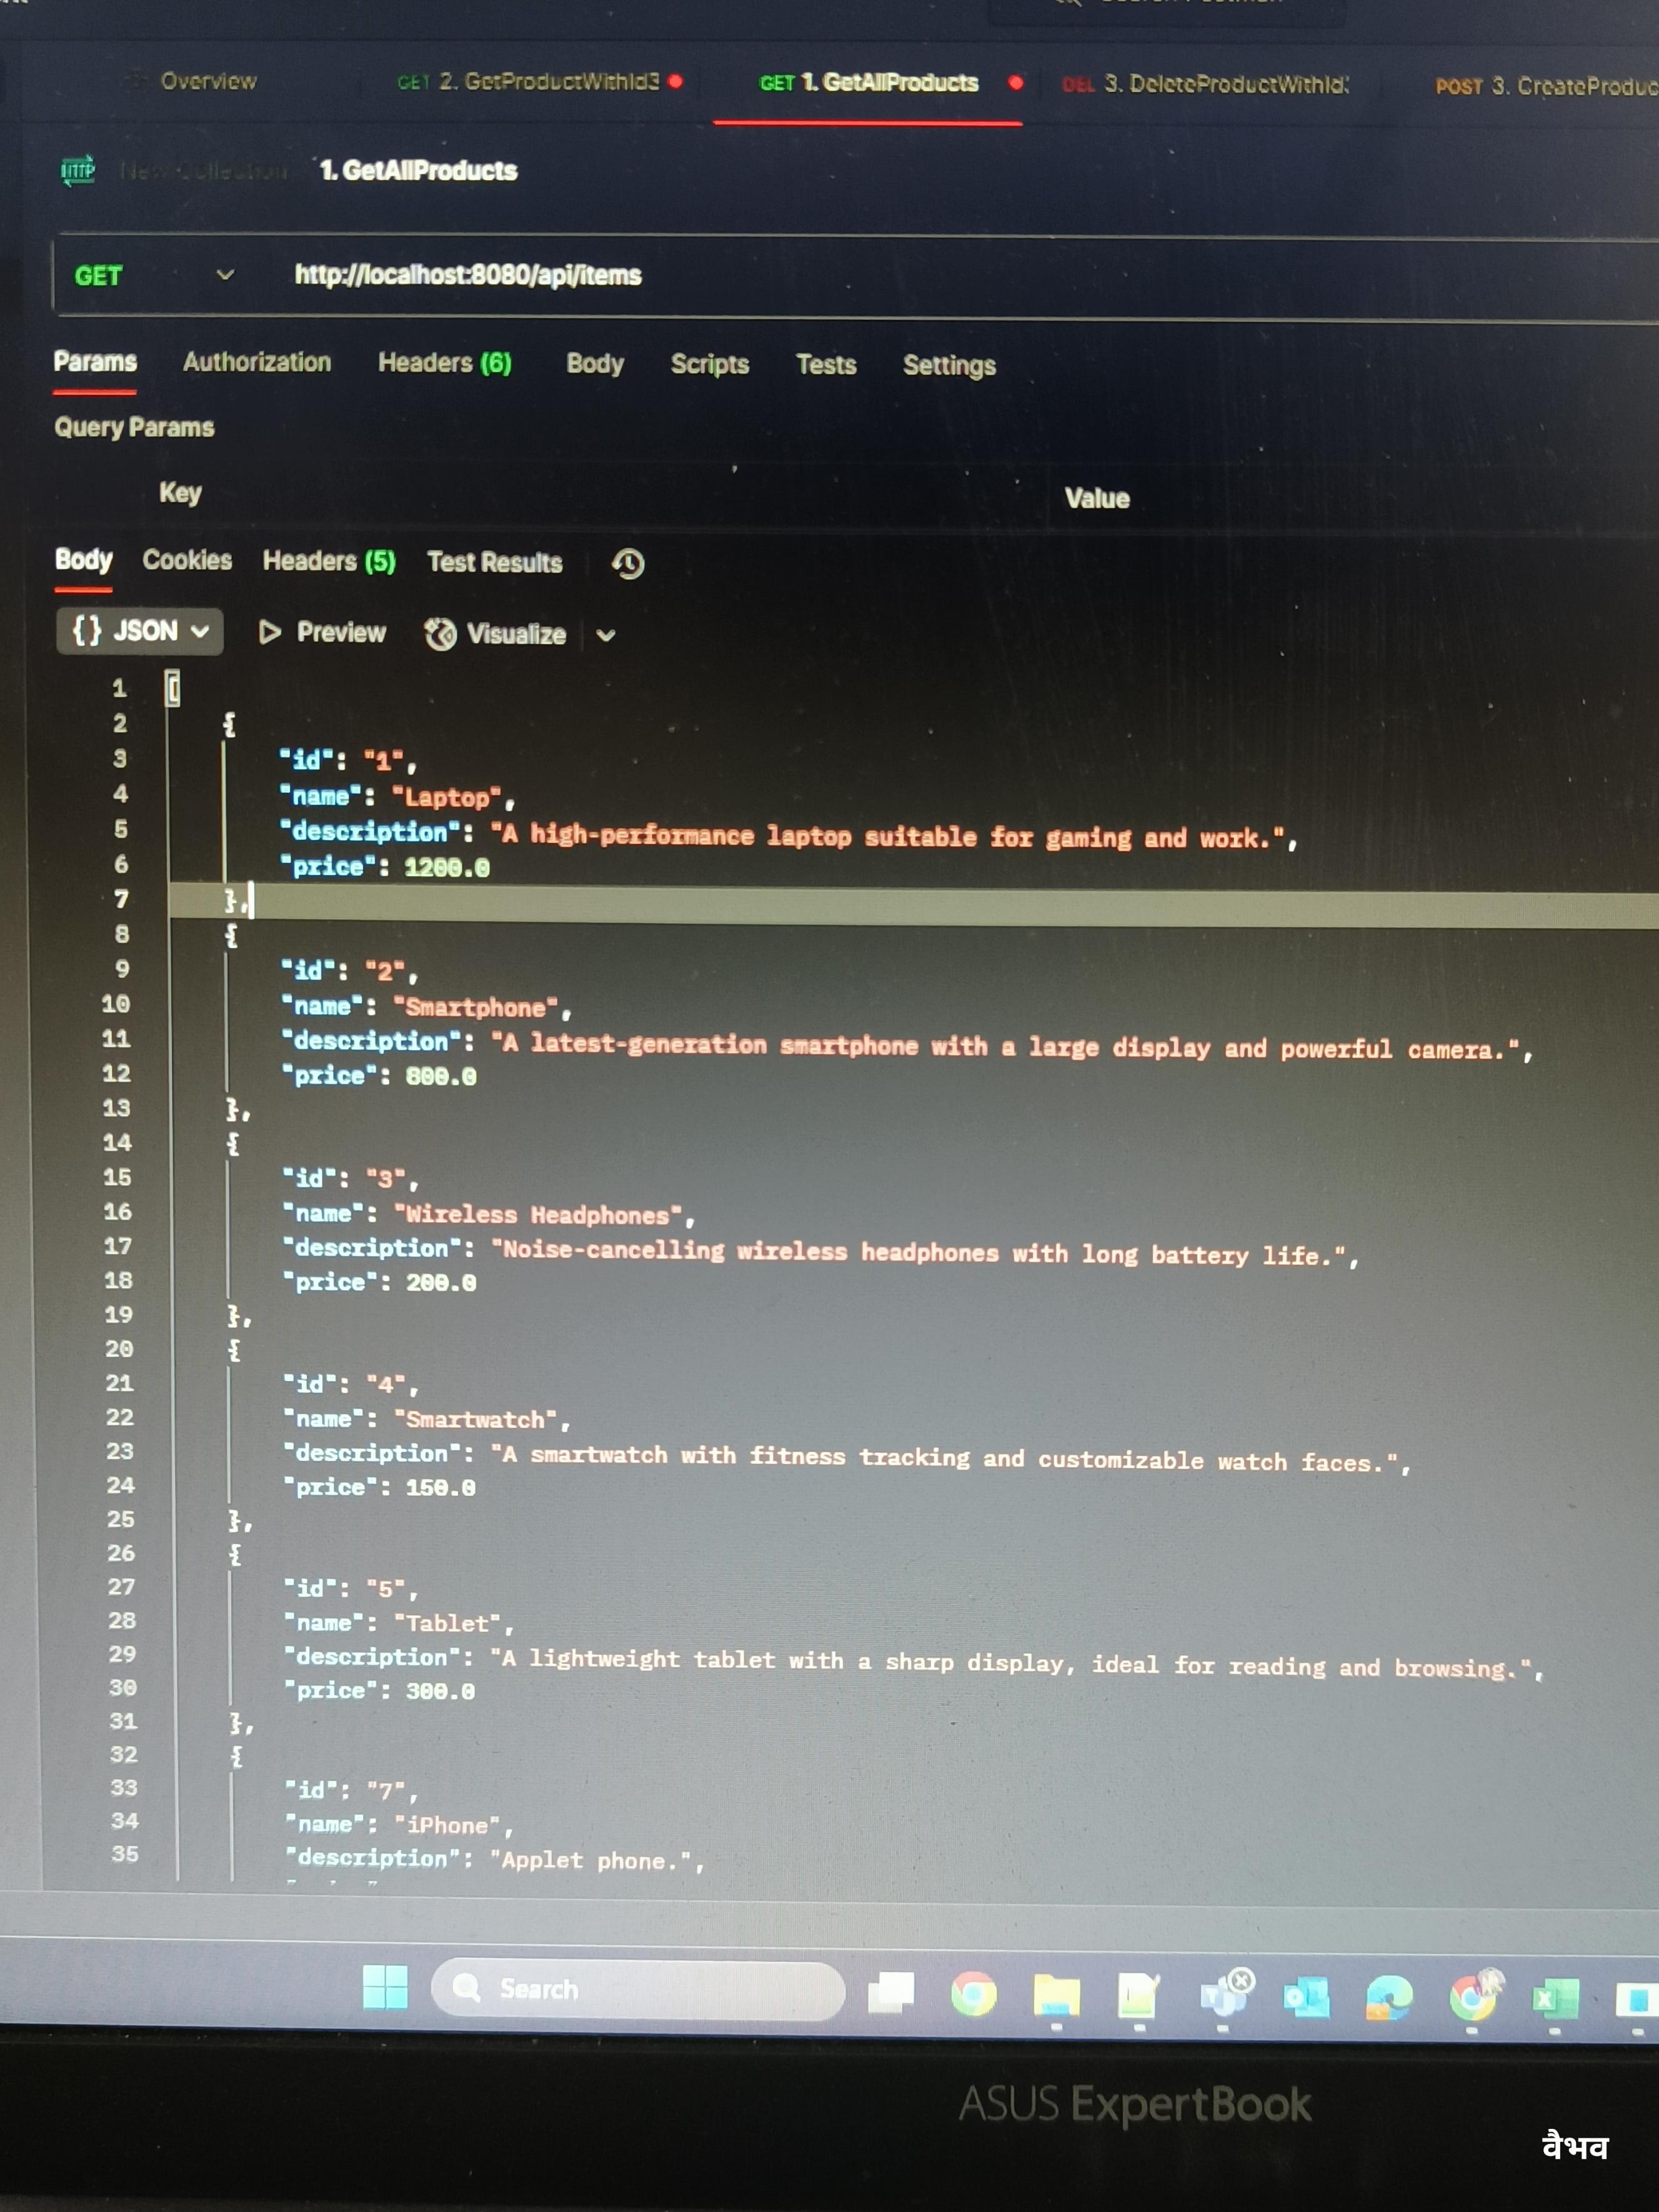 Overview GET 2. GetProductWithId3 GET 1. GetAllProducts DEL 3. DeleteProductWithId: POST 3. CreateProduc
HTTP New Collection 1. GetAllProducts
GET http://localhost:8080/api/items
Params Authorization Headers (6) Body Scripts Tests Settings
Query Params
Key Value
Body Cookies Headers (5) Test Results
{} JSON Preview Visualize
1 [
2 {
3 "id": "1",
4 "name": "Laptop",
5 "description": "A high-performance laptop suitable for gaming and work.",
6 "price": 1200.0
7 },
8 {
9 "id": "2",
10 "name": "Smartphone",
11 "description": "A latest-generation smartphone with a large display and powerful camera.",
12 "price": 800.0
13 },
14 {
15 "id": "3",
16 "name": "Wireless Headphones",
17 "description": "Noise-cancelling wireless headphones with long battery life.",
18 "price": 200.0
19 },
20 {
21 "id": "4",
22 "name": "Smartwatch",
23 "description": "A smartwatch with fitness tracking and customizable watch faces.",
24 "price": 150.0
25 },
26 {
27 "id": "5",
28 "name": "Tablet",
29 "description": "A lightweight tablet with a sharp display, ideal for reading and browsing.",
30 "price": 300.0
31 },
32 {
33 "id": "7",
34 "name": "iPhone",
35 "description": "Applet phone.",
Search
ASUS ExpertBook
वैभव